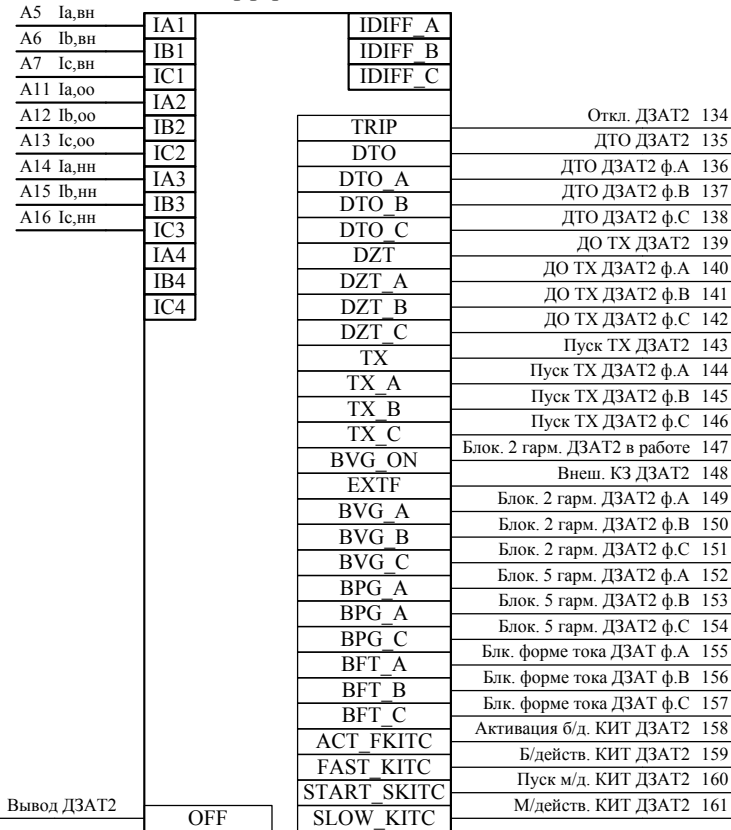 A5 Iа,вн IA1 IDIFF_A
A6 Ib,вн IB1 IDIFF_B
A7 Ic,вн IC1 IDIFF_C
A11 Ia,оо IA2
A12 Ib,оо IB2 TRIP Откл. ДЗАТ2 134
A13 Ic,оо IC2 DTO ДТО ДЗАТ2 135
A14 Ia,нн IA3 DTO_A ДТО ДЗАТ2 ф.А 136
A15 Ib,нн IB3 DTO_B ДТО ДЗАТ2 ф.В 137
A16 Ic,нн IC3 DTO_C ДТО ДЗАТ2 ф.С 138
IA4 DZT ДО ТХ ДЗАТ2 139
IB4 DZT_A ДО ТХ ДЗАТ2 ф.А 140
IC4 DZT_B ДО ТХ ДЗАТ2 ф.В 141
DZT_C ДО ТХ ДЗАТ2 ф.С 142
TX Пуск ТХ ДЗАТ2 143
TX_A Пуск ТХ ДЗАТ2 ф.А 144
TX_B Пуск ТХ ДЗАТ2 ф.В 145
TX_C Пуск ТХ ДЗАТ2 ф.С 146
BVG_ON Блок. 2 гарм. ДЗАТ2 в работе 147
EXTF Внеш. КЗ ДЗАТ2 148
BVG_A Блок. 2 гарм. ДЗАТ2 ф.А 149
BVG_B Блок. 2 гарм. ДЗАТ2 ф.В 150
BVG_C Блок. 2 гарм. ДЗАТ2 ф.С 151
BPG_A Блок. 5 гарм. ДЗАТ2 ф.А 152
BPG_A Блок. 5 гарм. ДЗАТ2 ф.В 153
BPG_C Блок. 5 гарм. ДЗАТ2 ф.С 154
BFT_A Блк. форме тока ДЗАТ ф.А 155
BFT_B Блк. форме тока ДЗАТ ф.В 156
BFT_C Блк. форме тока ДЗАТ ф.С 157
ACT_FKITC Активация б/д. КИТ ДЗАТ2 158
FAST_KITC Б/действ. КИТ ДЗАТ2 159
START_SKITC Пуск м/д. КИТ ДЗАТ2 160
Вывод ДЗАТ2 OFF SLOW_KITC М/действ. КИТ ДЗАТ2 161